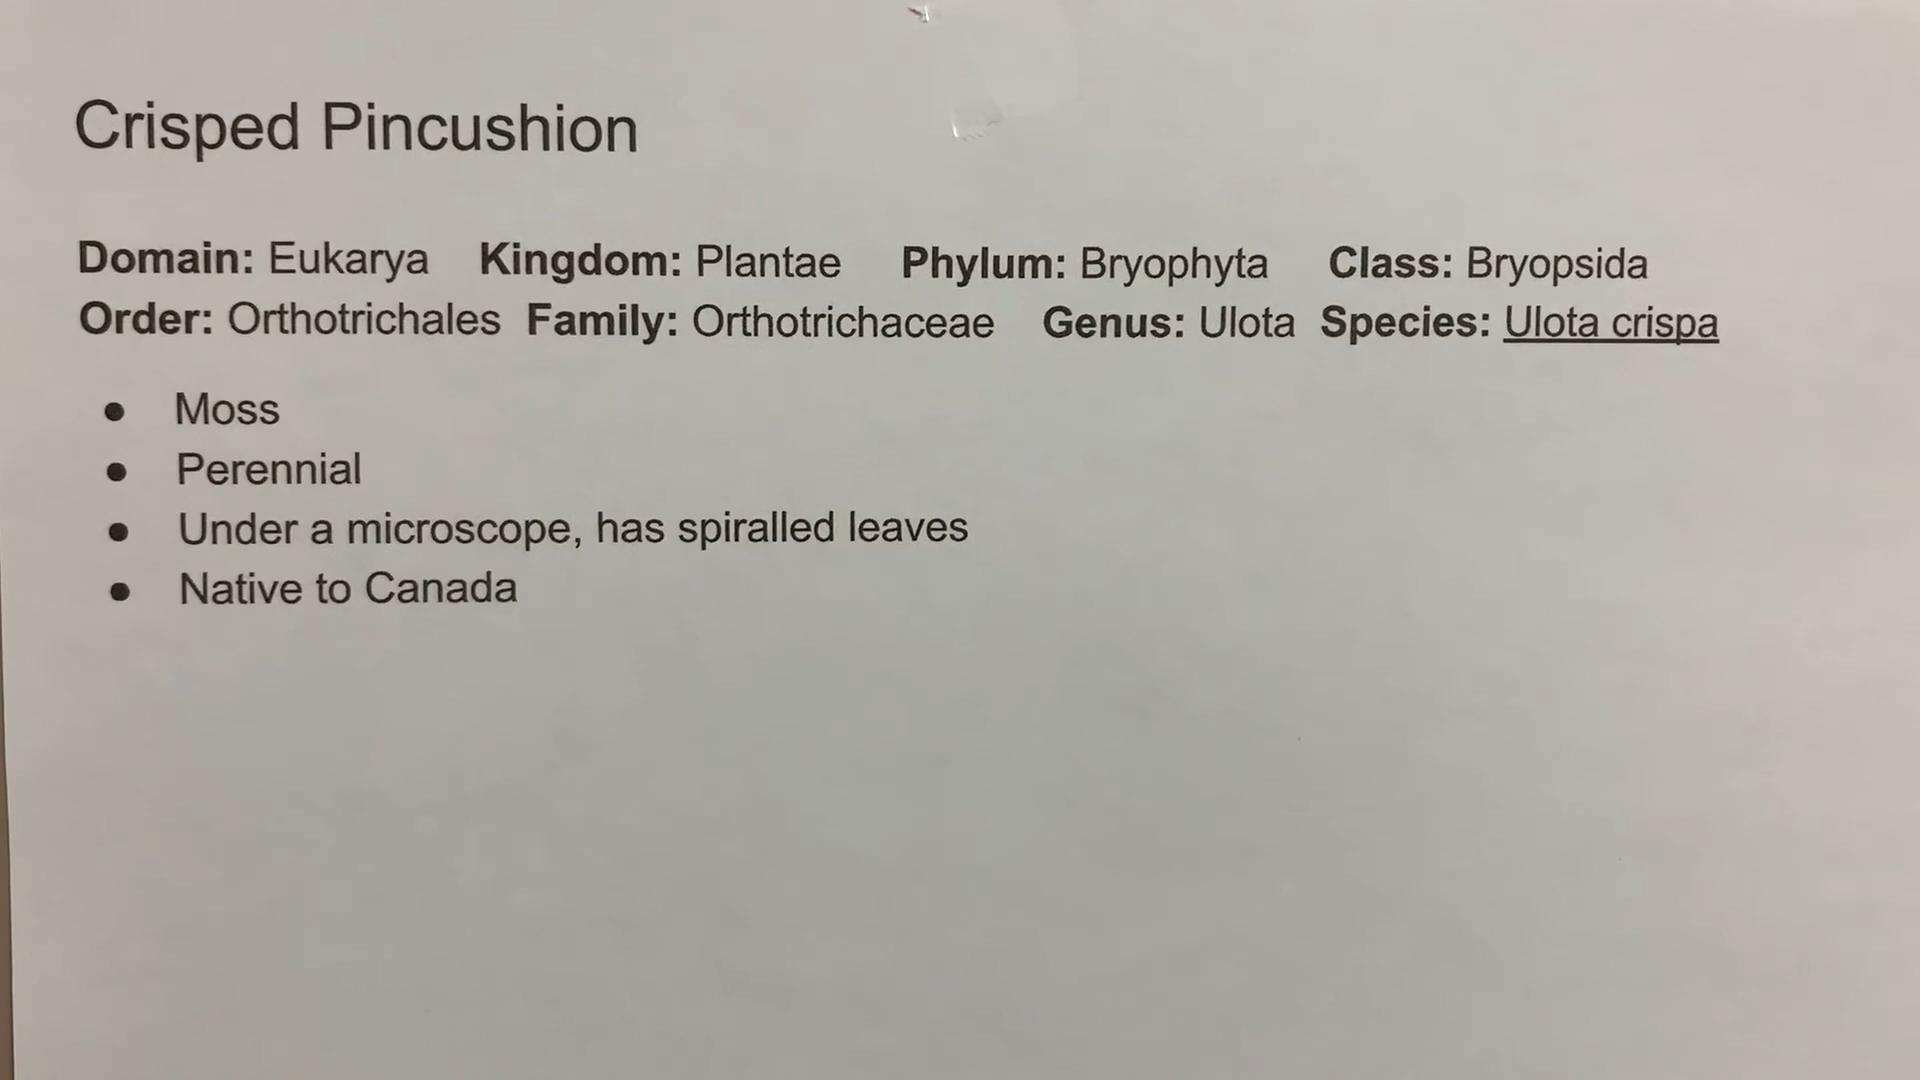 Crisped Pincushion
Domain: Eukarya Kingdom: Plantae Phylum: Bryophyta Class: Bryopsida
Order: Orthotrichales Family: Orthotrichaceae Genus: Ulota Species: Ulota crispa
● Moss
● Perennial
● Under a microscope, has spiralled leaves
● Native to Canada